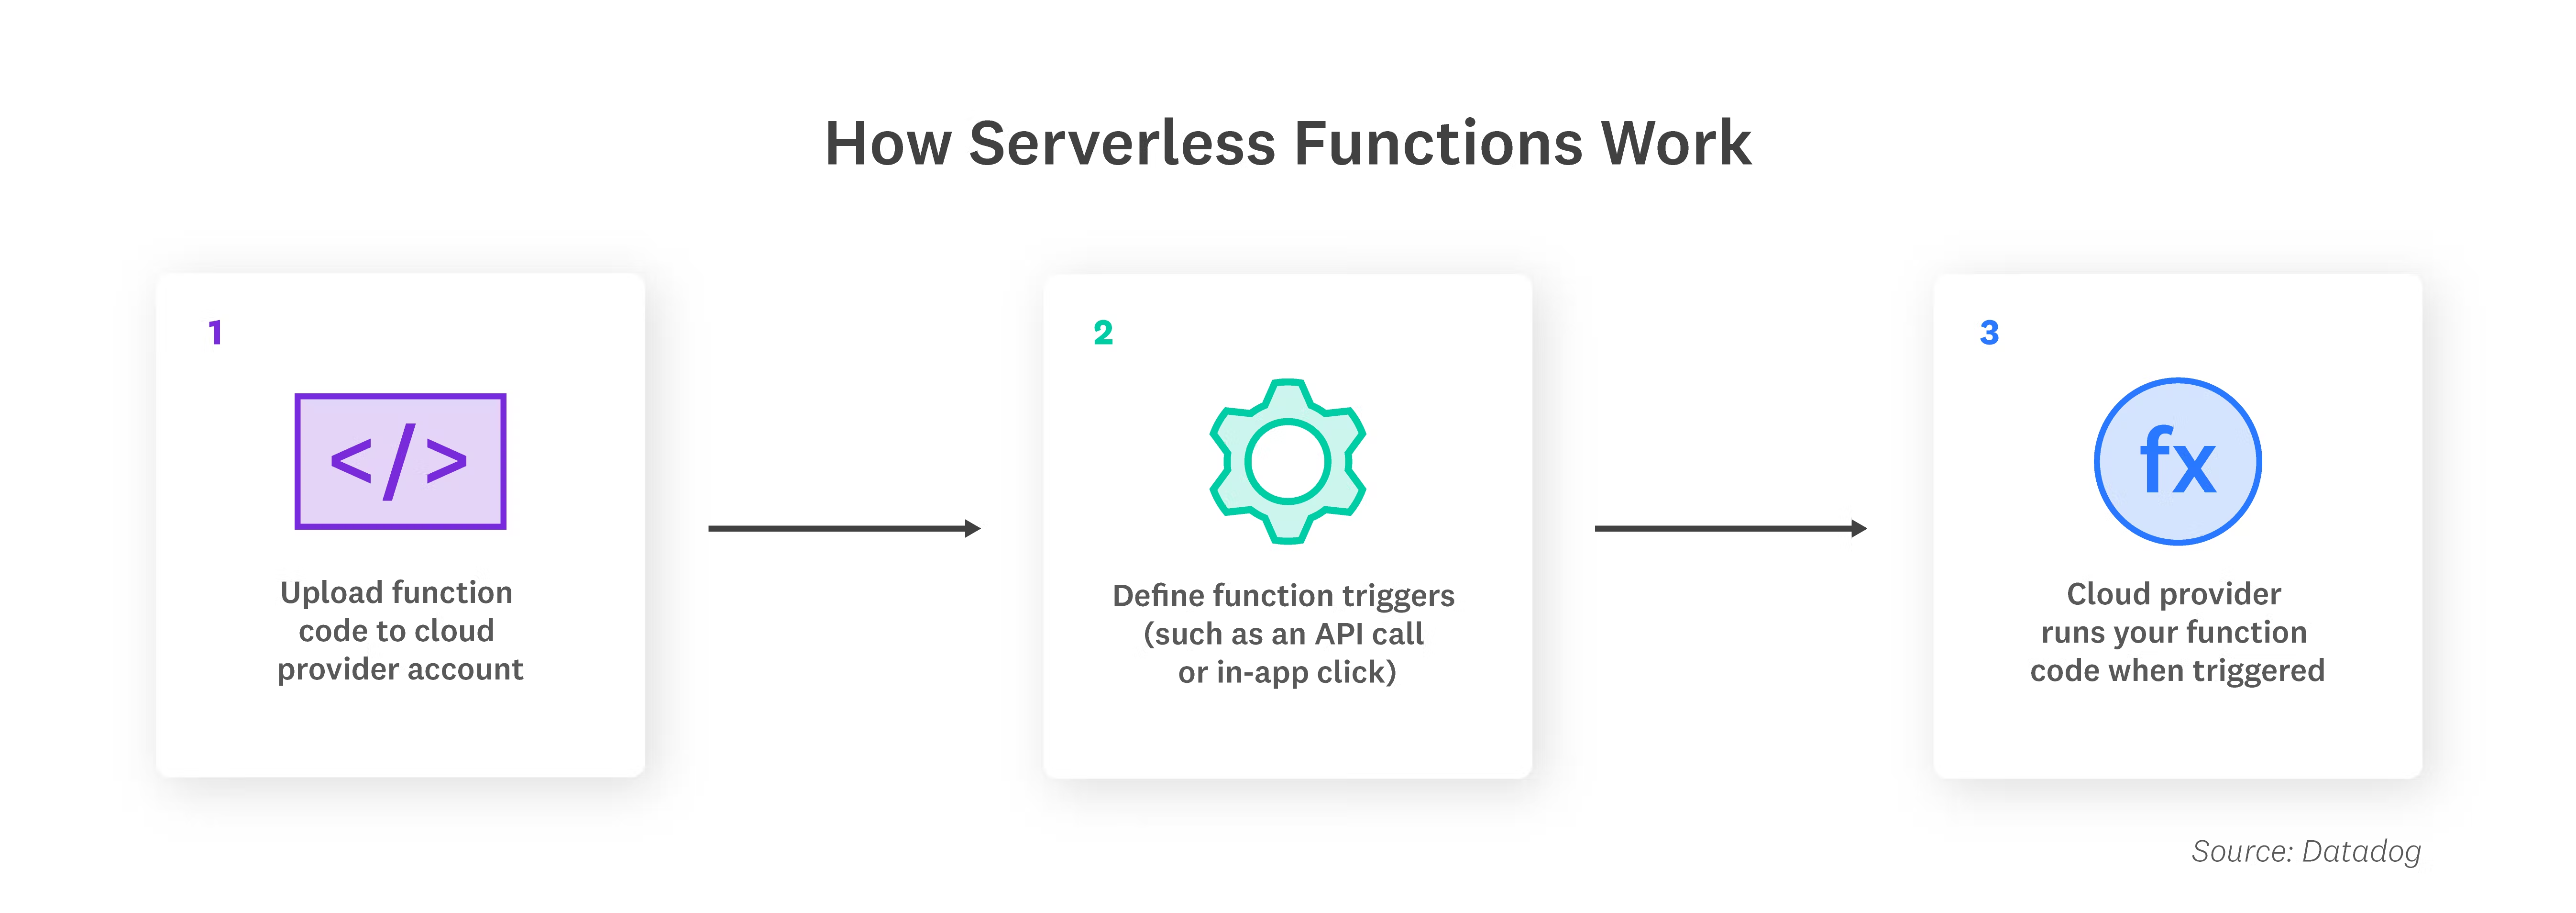 How Serverless Functions Work
1
</>
Upload function
code to cloud
provider account
2
Define function triggers
(such as an API call
or in-app click)
3
fx
Cloud provider
runs your function
code when triggered
Source: Datadog